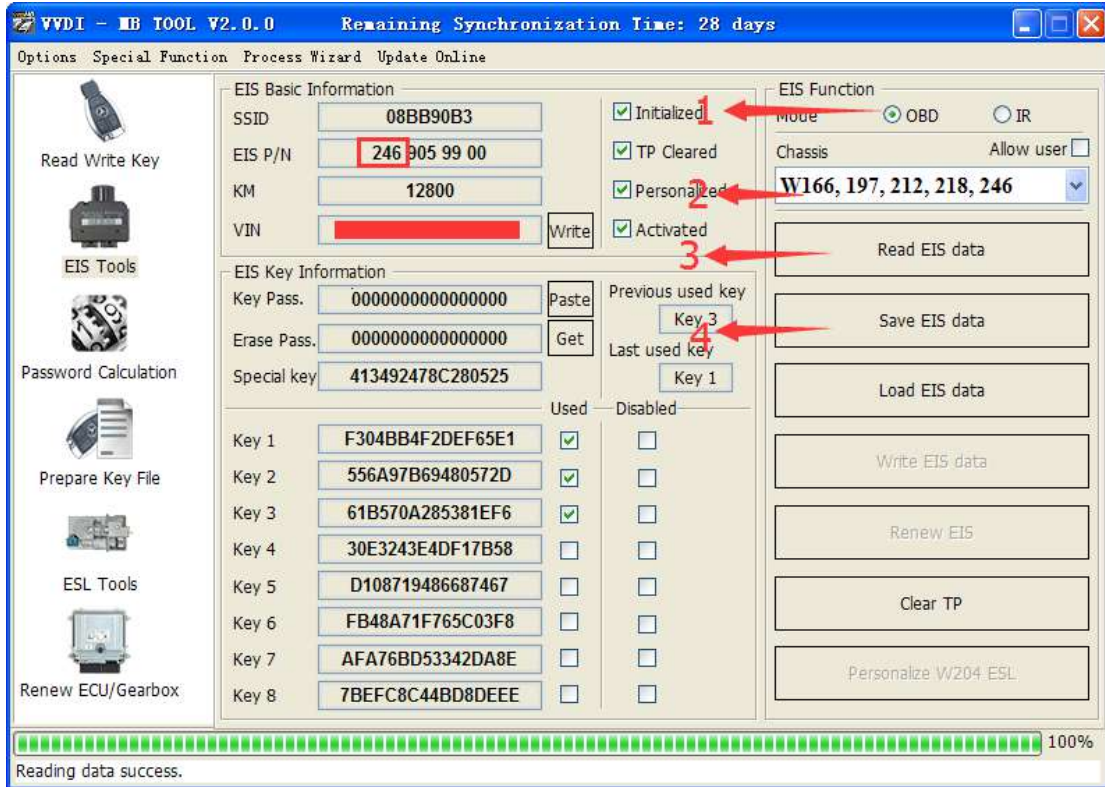 VVDI - MB TOOL V2.0.0 Remaining Synchronization Time: 28 days
Options Special Function Process Wizard Update Online
Read Write Key
EIS Tools
Password Calculation
Prepare Key File
ESL Tools
Renew ECU/Gearbox
EIS Basic Information
SSID 08BB90B3
EIS P/N 246 905 99 00
KM 12800
VIN Write
Initialized 1
TP Cleared
Personalized 2
Activated
3
EIS Key Information
Key Pass. 0000000000000000 Paste
Erase Pass. 0000000000000000 Get
Special key 413492478C280525
Previous used key
Key 3
4
Last used key
Key 1
Used Disabled
Key 1 F304BB4F2DEF65E1
Key 2 556A97B69480572D
Key 3 61B570A285381EF6
Key 4 30E3243E4DF17B58
Key 5 D108719486687467
Key 6 FB48A71F765C03F8
Key 7 AFA76BD53342DA8E
Key 8 7BEFC8C44BD8DEEE
EIS Function
Mode OBD IR
Chassis Allow user
W166, 197, 212, 218, 246
Read EIS data
Save EIS data
Load EIS data
Write EIS data
Renew EIS
Clear TP
Personalize W204 ESL
100%
Reading data success.